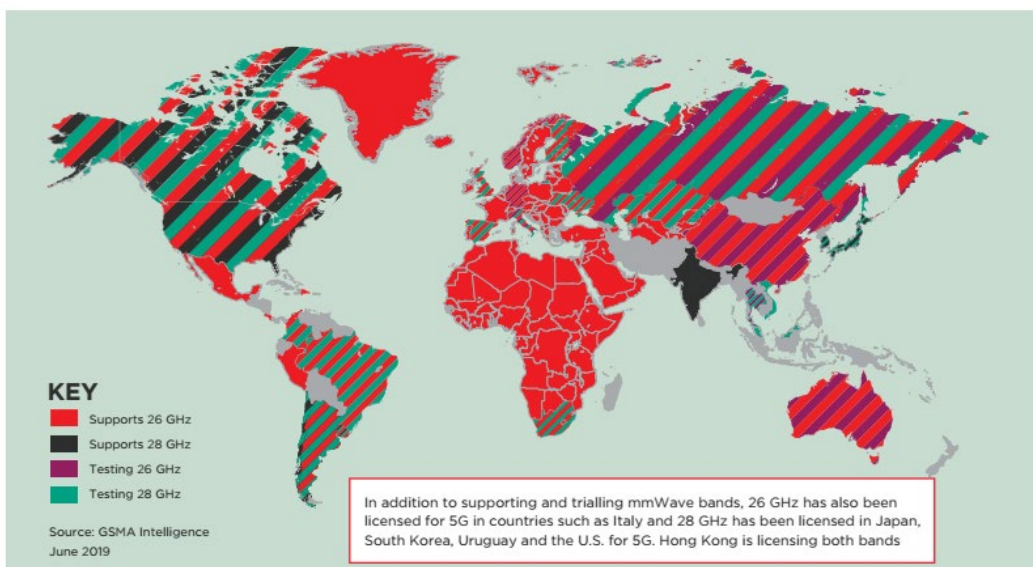 KEY
Supports 26 GHz
Supports 28 GHz
Testing 26 GHz
Testing 28 GHz
Source: GSMA Intelligence
June 2019
In addition to supporting and trialling mmWave bands, 26 GHz has also been
licensed for 5G in countries such as Italy and 28 GHz has been licensed in Japan,
South Korea, Uruguay and the U.S. for 5G. Hong Kong is licensing both bands